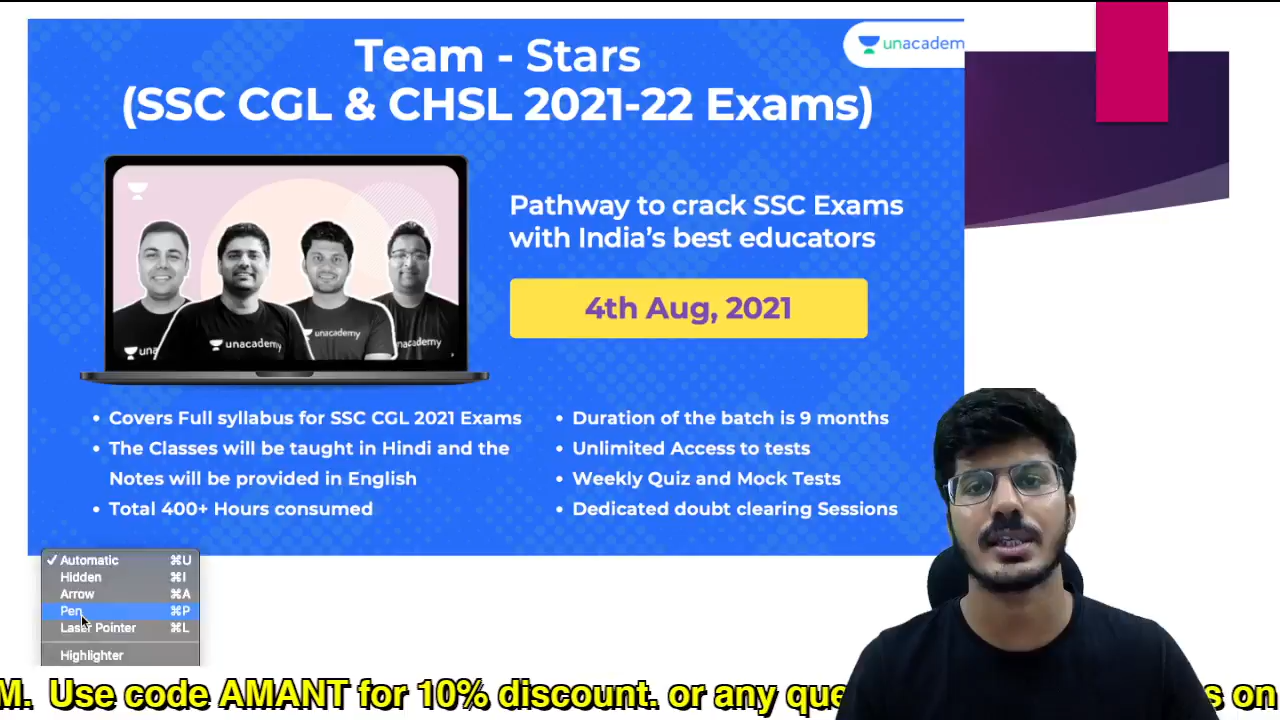 Team - Stars
(SSC CGL & CHSL 2021-22 Exams)
unacadem
Pathway to crack SSC Exams
with India's best educators
4th Aug, 2021
una
unacademy
unacademy
nacademy
• Covers Full syllabus for SSC CGL 2021 Exams
• The Classes will be taught in Hindi and the
Notes will be provided in English
• Total 400+ Hours consumed
• Duration of the batch is 9 months
• Unlimited Access to tests
• Weekly Quiz and Mock Tests
• Dedicated doubt clearing Sessions
✓ Automatic ⌘U
Hidden ⌘I
Arrow ⌘A
Pen ⌘P
Laser Pointer ⌘L
Highlighter
M. Use code AMANT for 10% discount. or any que s on